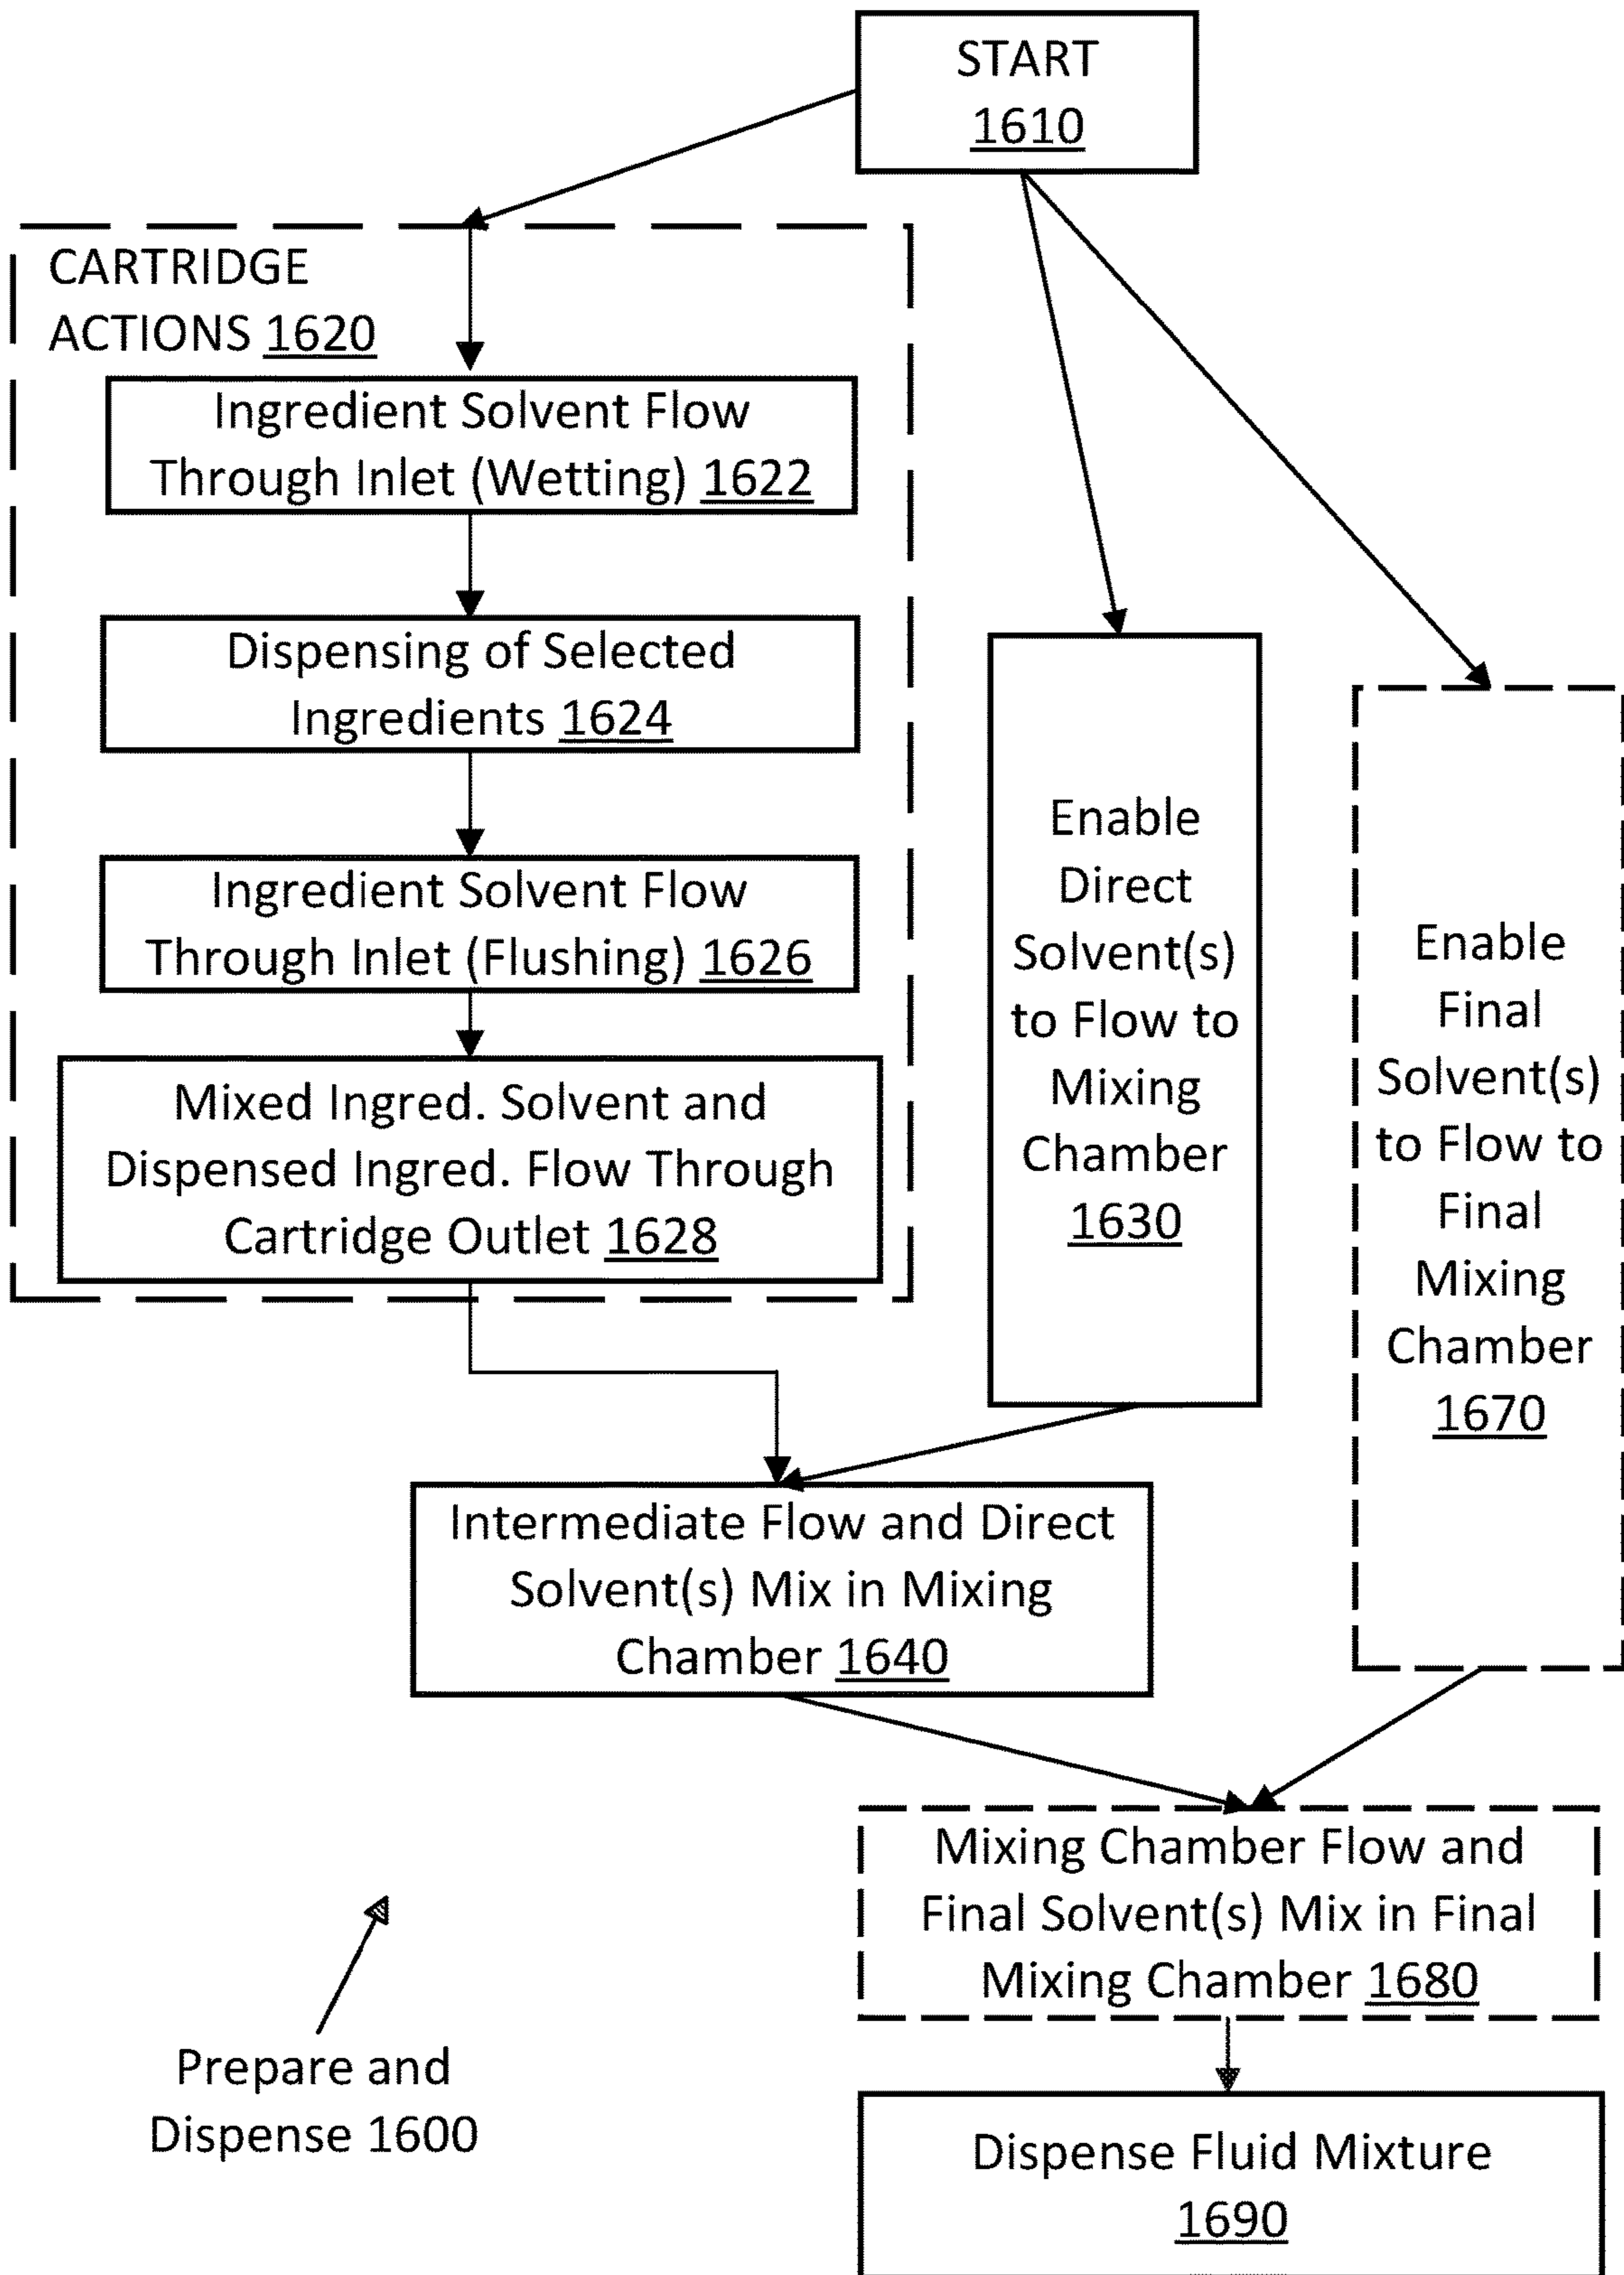 START
1610
CARTRIDGE
ACTIONS 1620
Ingredient Solvent Flow
Through Inlet (Wetting) 1622
Dispensing of Selected
Ingredients 1624
Ingredient Solvent Flow
Through Inlet (Flushing) 1626
Mixed Ingred. Solvent and
Dispensed Ingred. Flow Through
Cartridge Outlet 1628
Enable
Direct
Solvent(s)
to Flow to
Mixing
Chamber
1630
Enable
Final
Solvent(s)
to Flow to
Final
Mixing
Chamber
1670
Intermediate Flow and Direct
Solvent(s) Mix in Mixing
Chamber 1640
Mixing Chamber Flow and
Final Solvent(s) Mix in Final
Mixing Chamber 1680
Prepare and
Dispense 1600
Dispense Fluid Mixture
1690